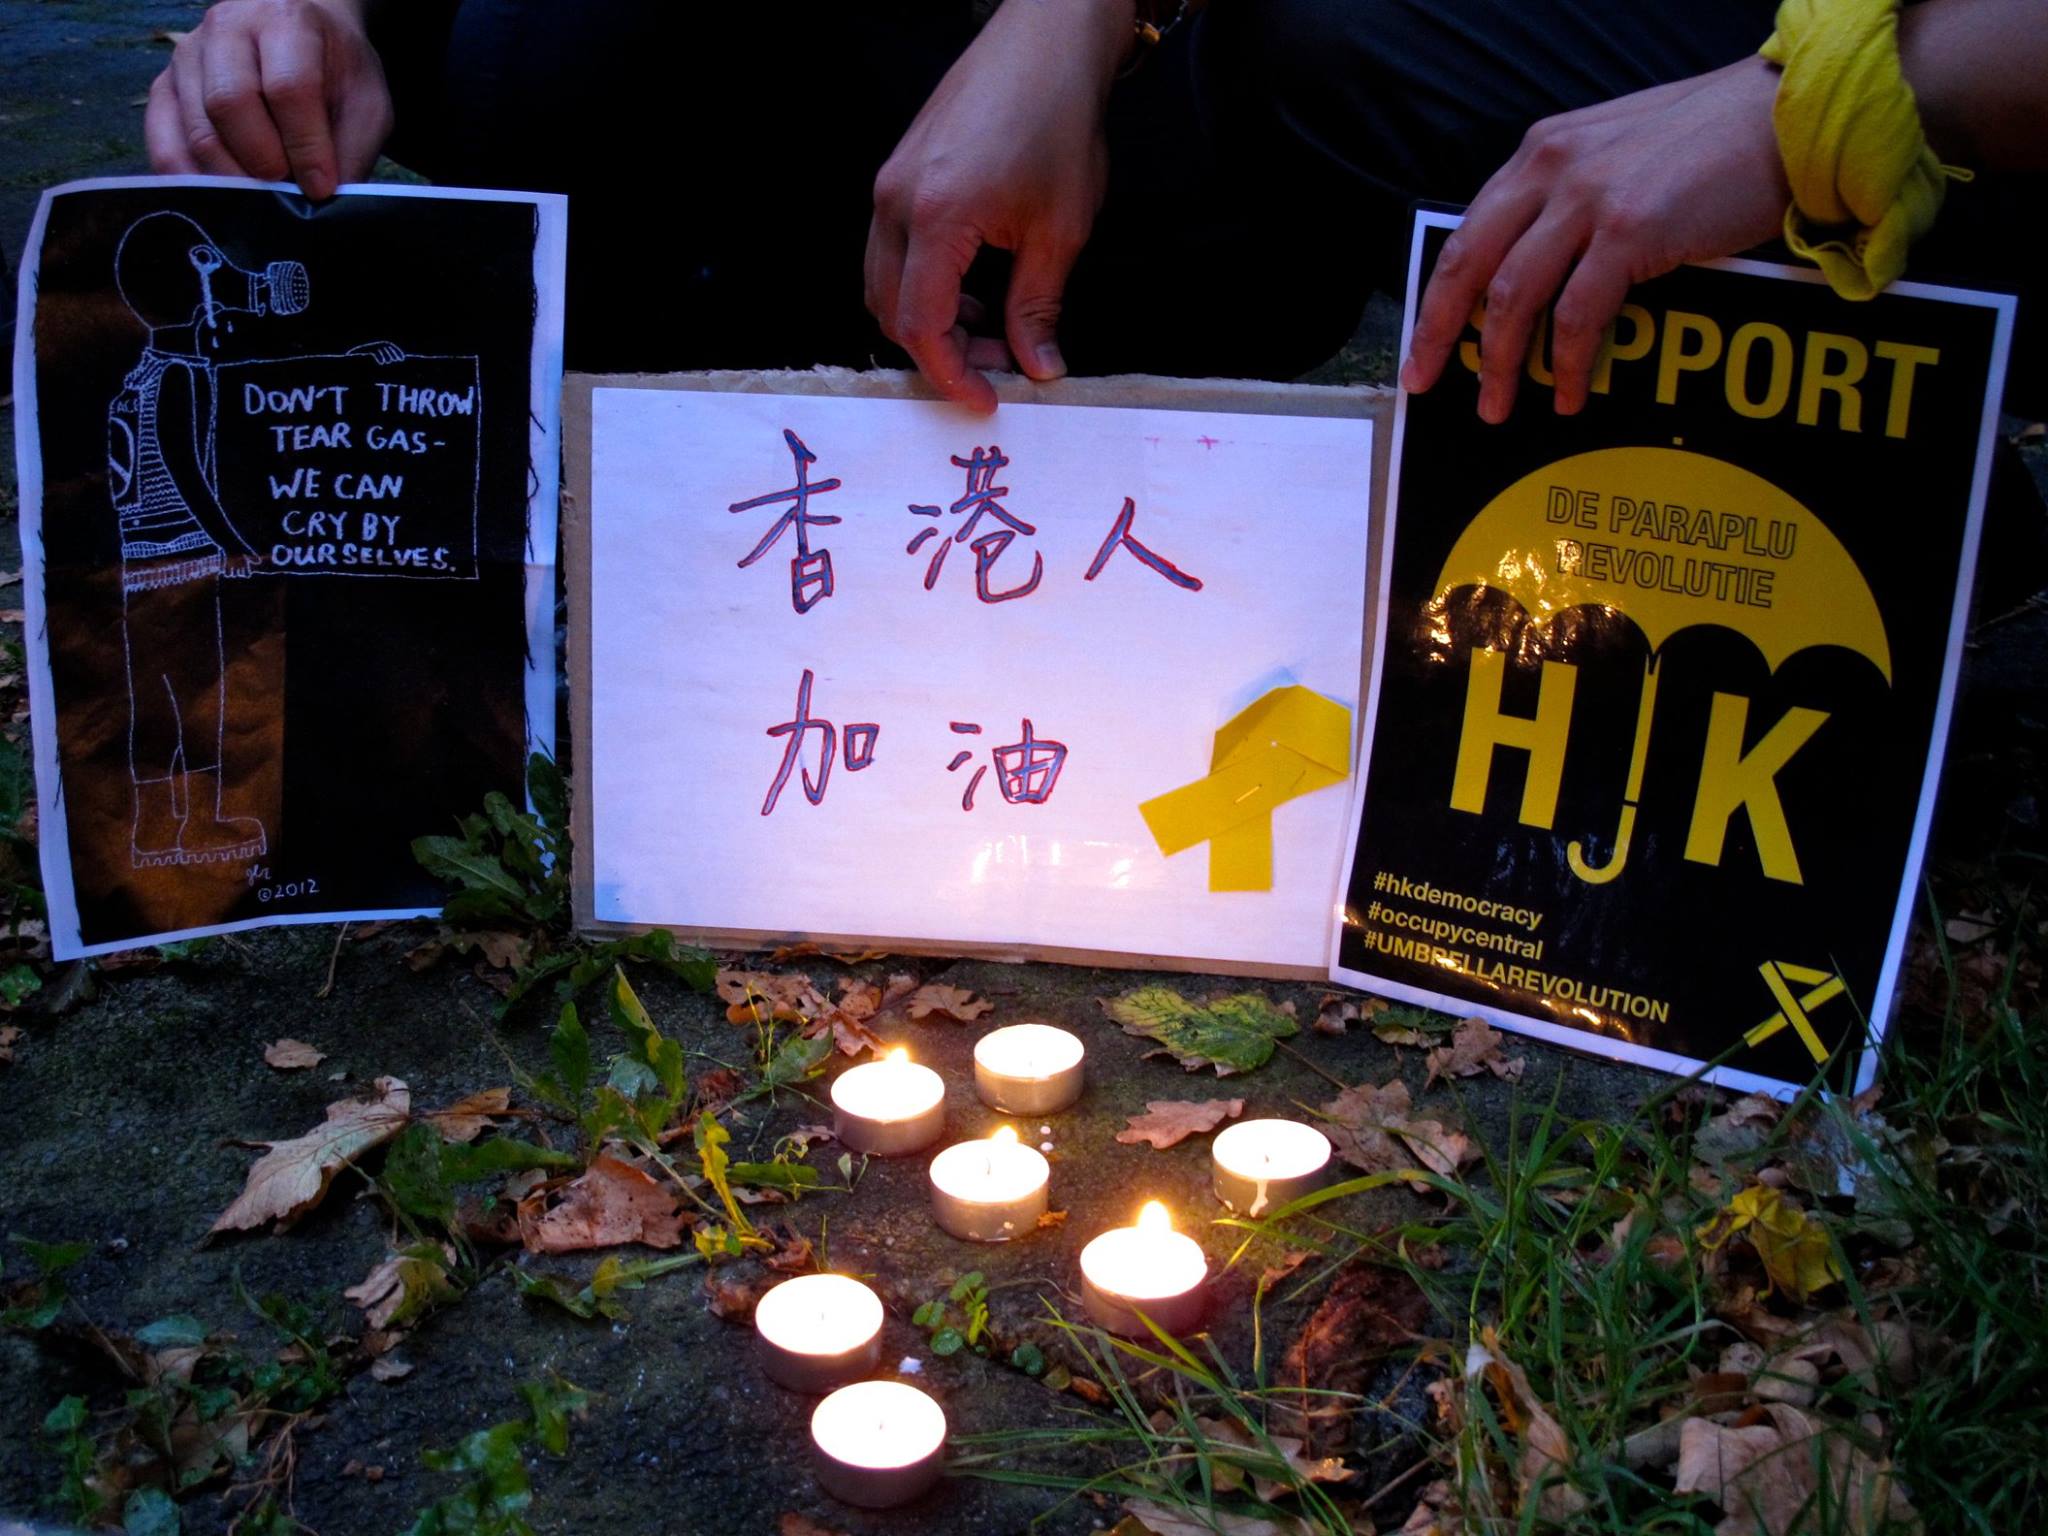 DON'T THROW
TEAR GAS-
WE CAN
CRY BY
OURSELVES.
©2012
香港人
加油
SUPPORT
DE PARAPLU
REVOLUTIE
HK
#hkdemocracy
#occupycentral
#UMBRELLAREVOLUTION